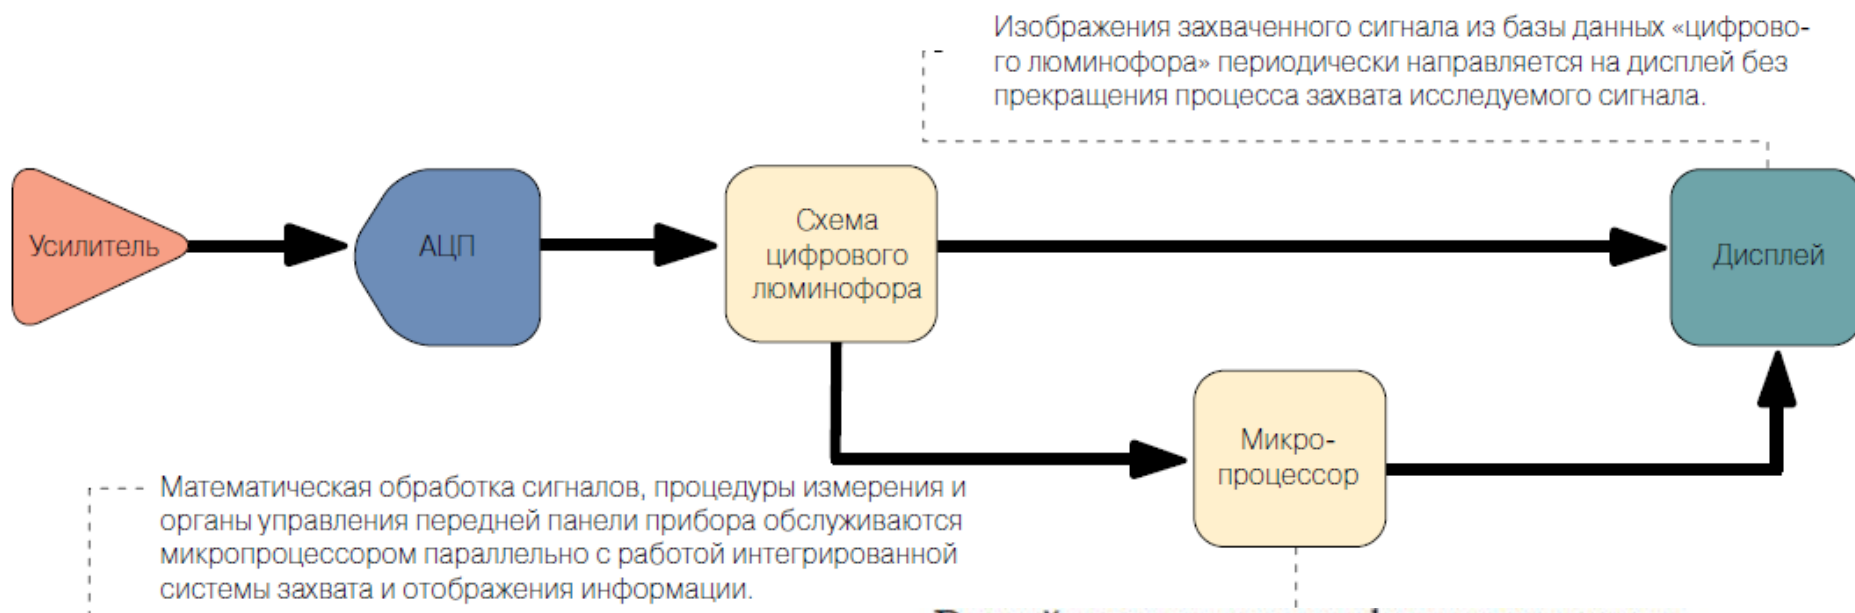 Изображения захваченного сигнала из базы данных «цифрово-
го люминофора» периодически направляется на дисплей без
прекращения процесса захвата исследуемого сигнала.
Усилитель
АЦП
Схема
цифрового
люминофора
Дисплей
Микро-
процессор
Математическая обработка сигналов, процедуры измерения и
органы управления передней панели прибора обслуживаются
микропроцессором параллельно с работой интегрированной
системы захвата и отображения информации.